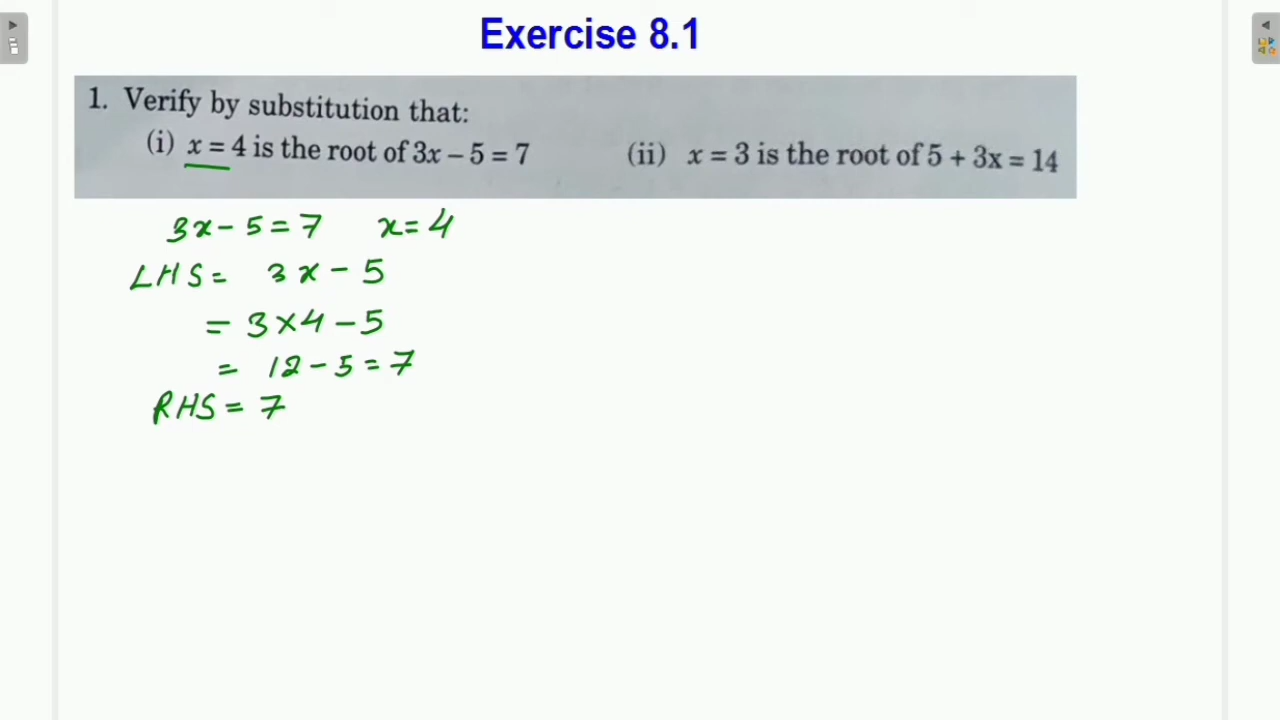 Exercise 8.1
1. Verify by substitution that:
(i) x = 4 is the root of 3x – 5 = 7 (ii) x = 3 is the root of 5 + 3x = 14
3x - 5 = 7 x = 4
LHS = 3x - 5
= 3 x 4 - 5
= 12 - 5 = 7
RHS = 7